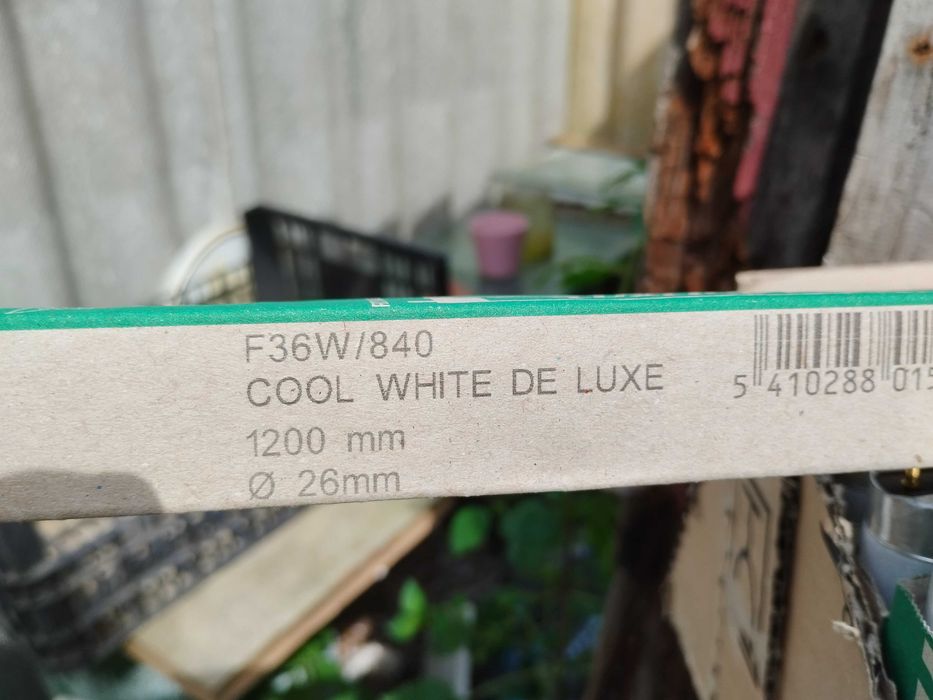 F36W/840
COOL WHITE DE LUXE
1200 mm
Ø 26mm
5 410288 015